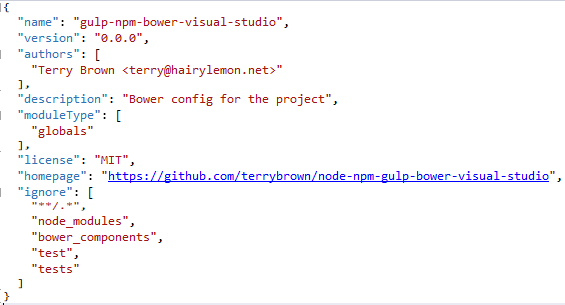 {
  "name": "gulp-npm-bower-visual-studio",
  "version": "0.0.0",
  "authors": [
    "Terry Brown <terry@hairylemon.net>"
  ],
  "description": "Bower config for the project",
  "moduleType": [
    "globals"
  ],
  "license": "MIT",
  "homepage": "https://github.com/terrybrown/node-npm-gulp-bower-visual-studio",
  "ignore": [
    "**/.*",
    "node_modules",
    "bower_components",
    "test",
    "tests"
  ]
}